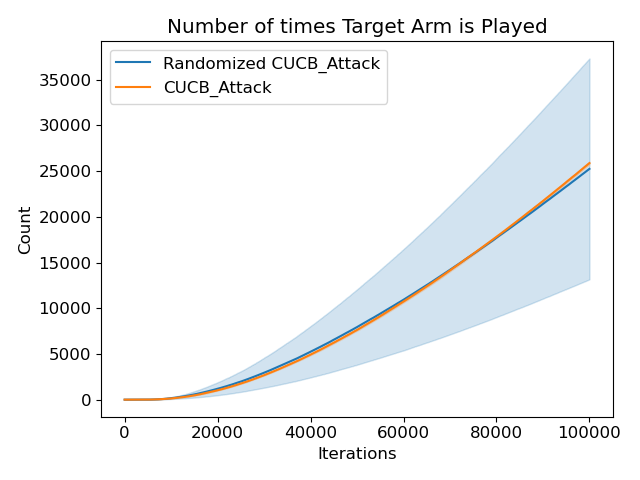 Number of times Target Arm is Played
Randomized CUCB_Attack
CUCB_Attack
35000
30000
25000
20000
15000
10000
5000
0
Count
0 20000 40000 60000 80000 100000
Iterations